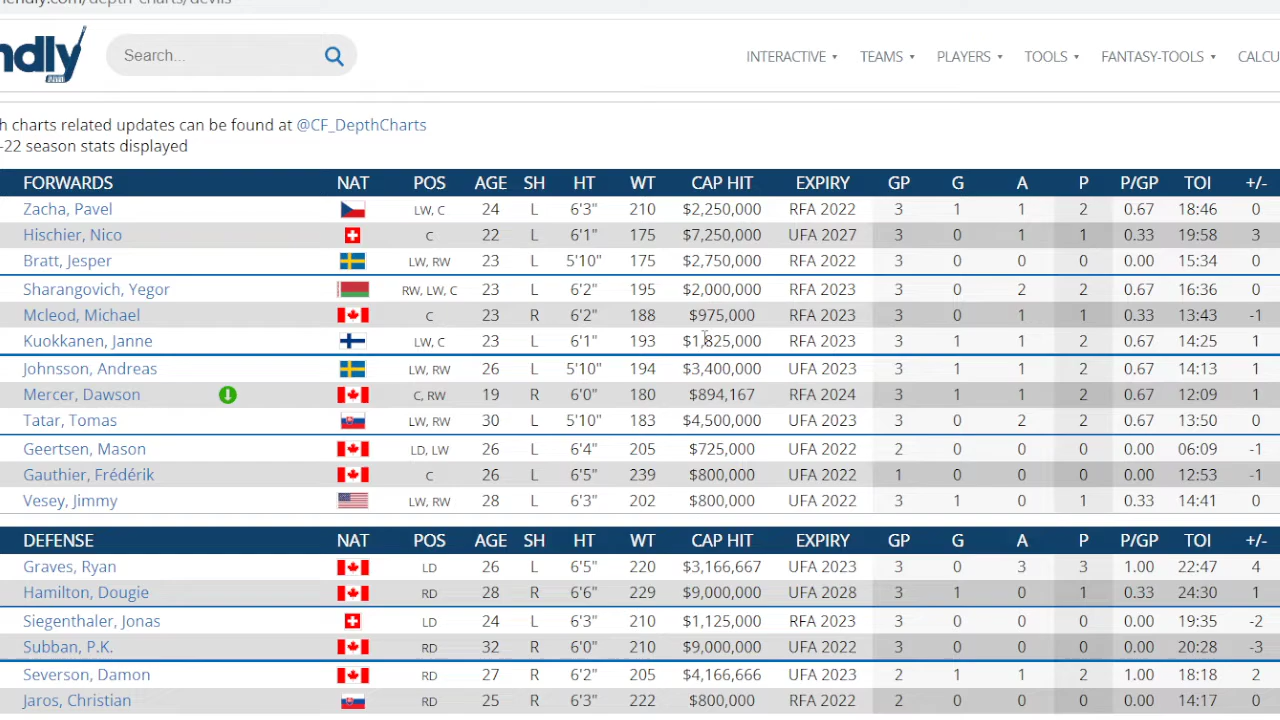 endly.com/depth-charts/devils
ndly
Search...
INTERACTIVE TEAMS PLAYERS TOOLS FANTASY-TOOLS CALCU
h charts related updates can be found at @CF_DepthCharts
-22 season stats displayed
FORWARDS NAT POS AGE SH HT WT CAP HIT EXPIRY GP G A P P/GP TOI +/-
Zacha, Pavel LW, C 24 L 6'3" 210 $2,250,000 RFA 2022 3 1 1 2 0.67 18:46 0
Hischier, Nico C 22 L 6'1" 175 $7,250,000 UFA 2027 3 0 1 1 0.33 19:58 3
Bratt, Jesper LW, RW 23 L 5'10" 175 $2,750,000 RFA 2022 3 0 0 0 0.00 15:34 0
Sharangovich, Yegor RW, LW, C 23 L 6'2" 195 $2,000,000 RFA 2023 3 0 2 2 0.67 16:36 0
Mcleod, Michael C 23 R 6'2" 188 $975,000 RFA 2023 3 0 1 1 0.33 13:43 -1
Kuokkanen, Janne LW, C 23 L 6'1" 193 $1,825,000 RFA 2023 3 1 1 2 0.67 14:25 1
Johnsson, Andreas LW, RW 26 L 5'10" 194 $3,400,000 UFA 2023 3 1 1 2 0.67 14:13 1
Mercer, Dawson C, RW 19 R 6'0" 180 $894,167 RFA 2024 3 1 1 2 0.67 12:09 1
Tatar, Tomas LW, RW 30 L 5'10" 183 $4,500,000 UFA 2023 3 0 2 2 0.67 13:50 0
Geertsen, Mason LD, LW 26 L 6'4" 205 $725,000 UFA 2022 2 0 0 0 0.00 06:09 -1
Gauthier, Frédérik C 26 L 6'5" 239 $800,000 UFA 2022 1 0 0 0 0.00 12:53 -1
Vesey, Jimmy LW, RW 28 L 6'3" 202 $800,000 UFA 2022 3 1 0 1 0.33 14:41 0
DEFENSE NAT POS AGE SH HT WT CAP HIT EXPIRY GP G A P P/GP TOI +/-
Graves, Ryan LD 26 L 6'5" 220 $3,166,667 UFA 2023 3 0 3 3 1.00 22:47 4
Hamilton, Dougie RD 28 R 6'6" 229 $9,000,000 UFA 2028 3 1 0 1 0.33 24:30 1
Siegenthaler, Jonas LD 24 L 6'3" 210 $1,125,000 RFA 2023 3 0 0 0 0.00 19:35 -2
Subban, P.K. RD 32 R 6'0" 210 $9,000,000 UFA 2022 3 0 0 0 0.00 20:28 -3
Severson, Damon RD 27 R 6'2" 205 $4,166,666 UFA 2023 2 1 1 2 1.00 18:18 2
Jaros, Christian RD 25 R 6'3" 222 $800,000 RFA 2022 2 0 0 0 0.00 14:17 0